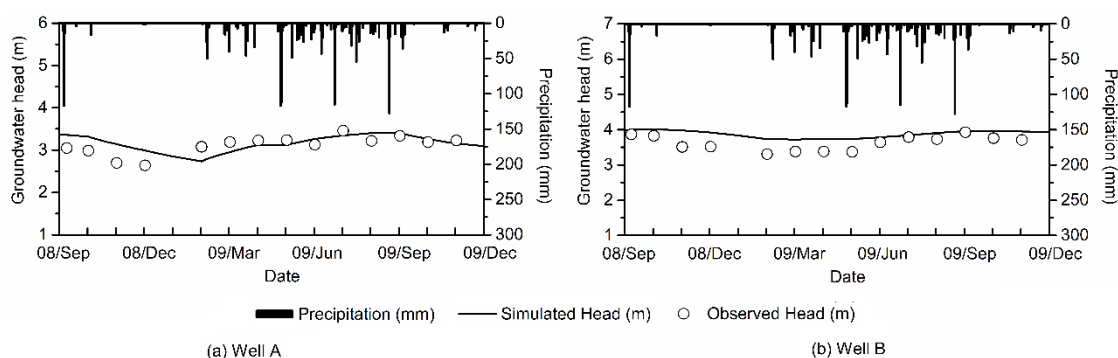 6
5
4
3
2
1
Groundwater head (m)
0
50
100
150
200
250
300
Precipitation (mm)
08/Sep 08/Dec 09/Mar 09/Jun 09/Sep 09/Dec
Date
7
6
5
4
3
2
1
Groundwater head (m)
0
50
100
150
200
250
300
Precipitation (mm)
08/Sep 08/Dec 09/Mar 09/Jun 09/Sep 09/Dec
Date
Precipitation (mm) Simulated Head (m) Observed Head (m)
(a) Well A
(b) Well B